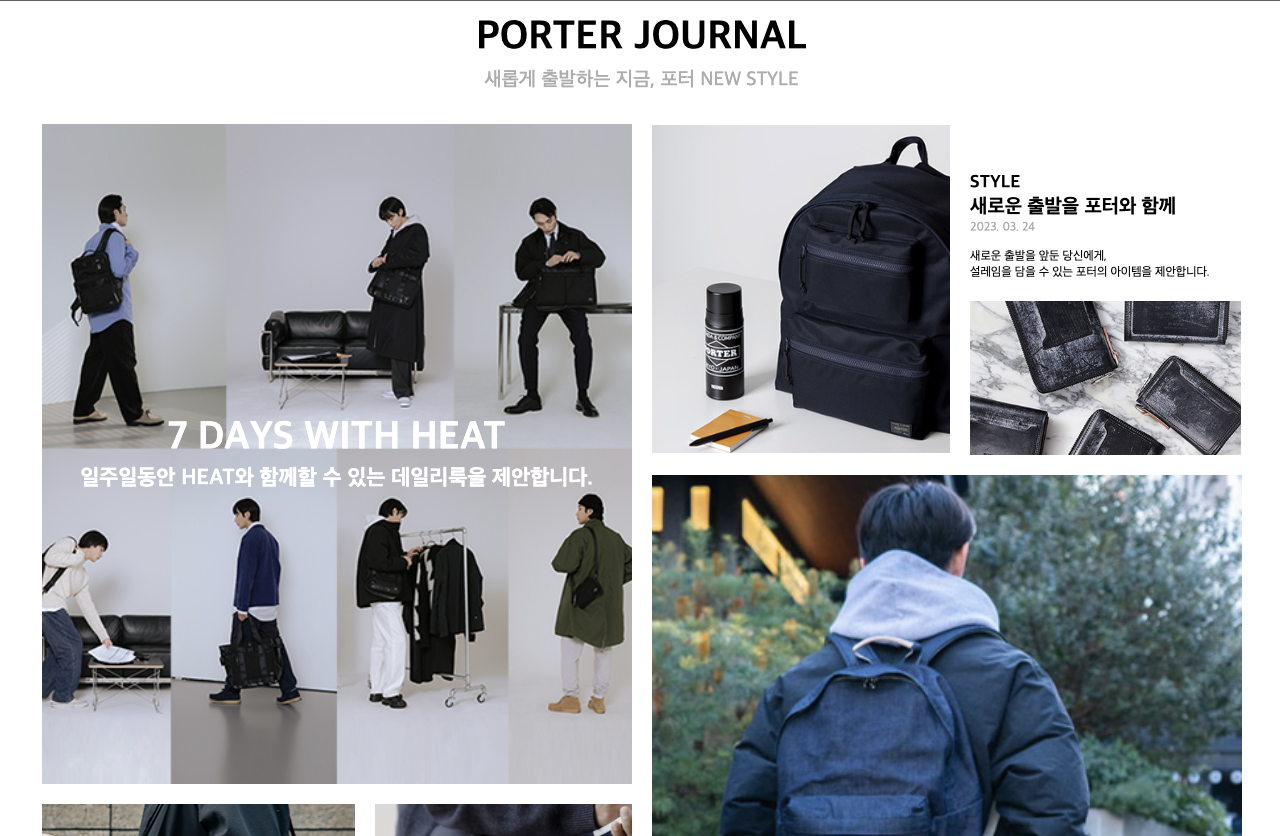 PORTER JOURNAL
새롭게 출발하는 지금, 포터 NEW STYLE
7 DAYS WITH HEAT
일주일동안 HEAT와 함께할 수 있는 데일리룩을 제안합니다.
PORTER
TOKYO · JAPAN
STYLE
새로운 출발을 포터와 함께
2023. 03. 24
새로운 출발을 앞둔 당신에게,
설레임을 담을 수 있는 포터의 아이템을 제안합니다.